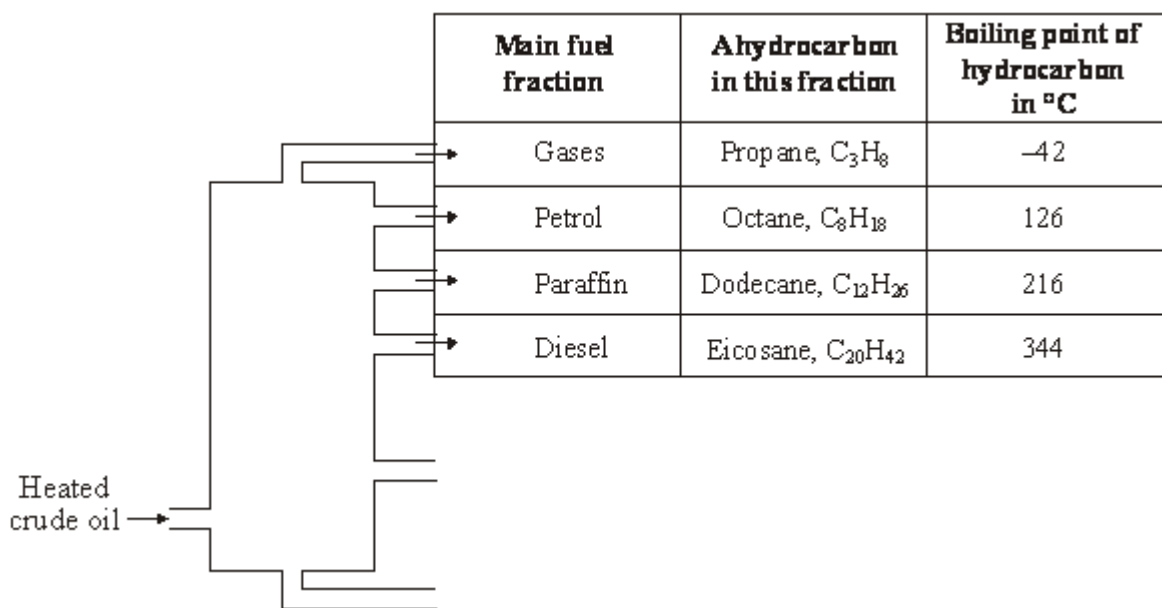 Main fuel
fraction
Ahydrocarbon
in this fraction
Boiling point of
hydrocarbon
in °C
Gases
Propane, C₃H₈
–42
Petrol
Octane, C₈H₁₈
126
Paraffin
Dodecane, C₁₂H₂₆
216
Diesel
Eicosane, C₂₀H₄₂
344
Heated
crude oil